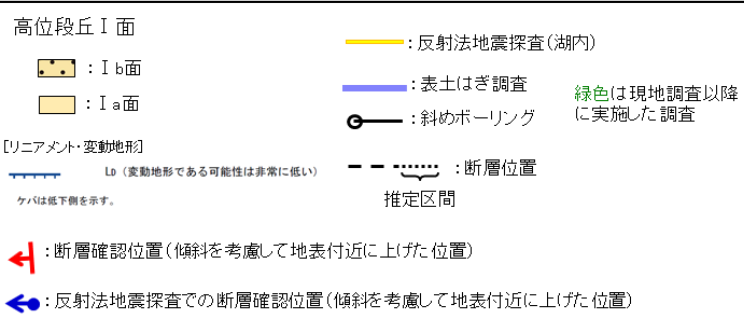 高位段丘Ⅰ面
:Ⅰb面
:Ⅰa面
[リニアメント・変動地形]
LD(変動地形である可能性は非常に低い)
ケバは低下側を示す。
:反射法地震探査(湖内)
:表土はぎ調査
:斜めボーリング
:断層位置
推定区間
緑色は現地調査以降
に実施した調査
:断層確認位置(傾斜を考慮して地表付近に上げた位置)
:反射法地震探査での断層確認位置(傾斜を考慮して地表付近に上げた位置)